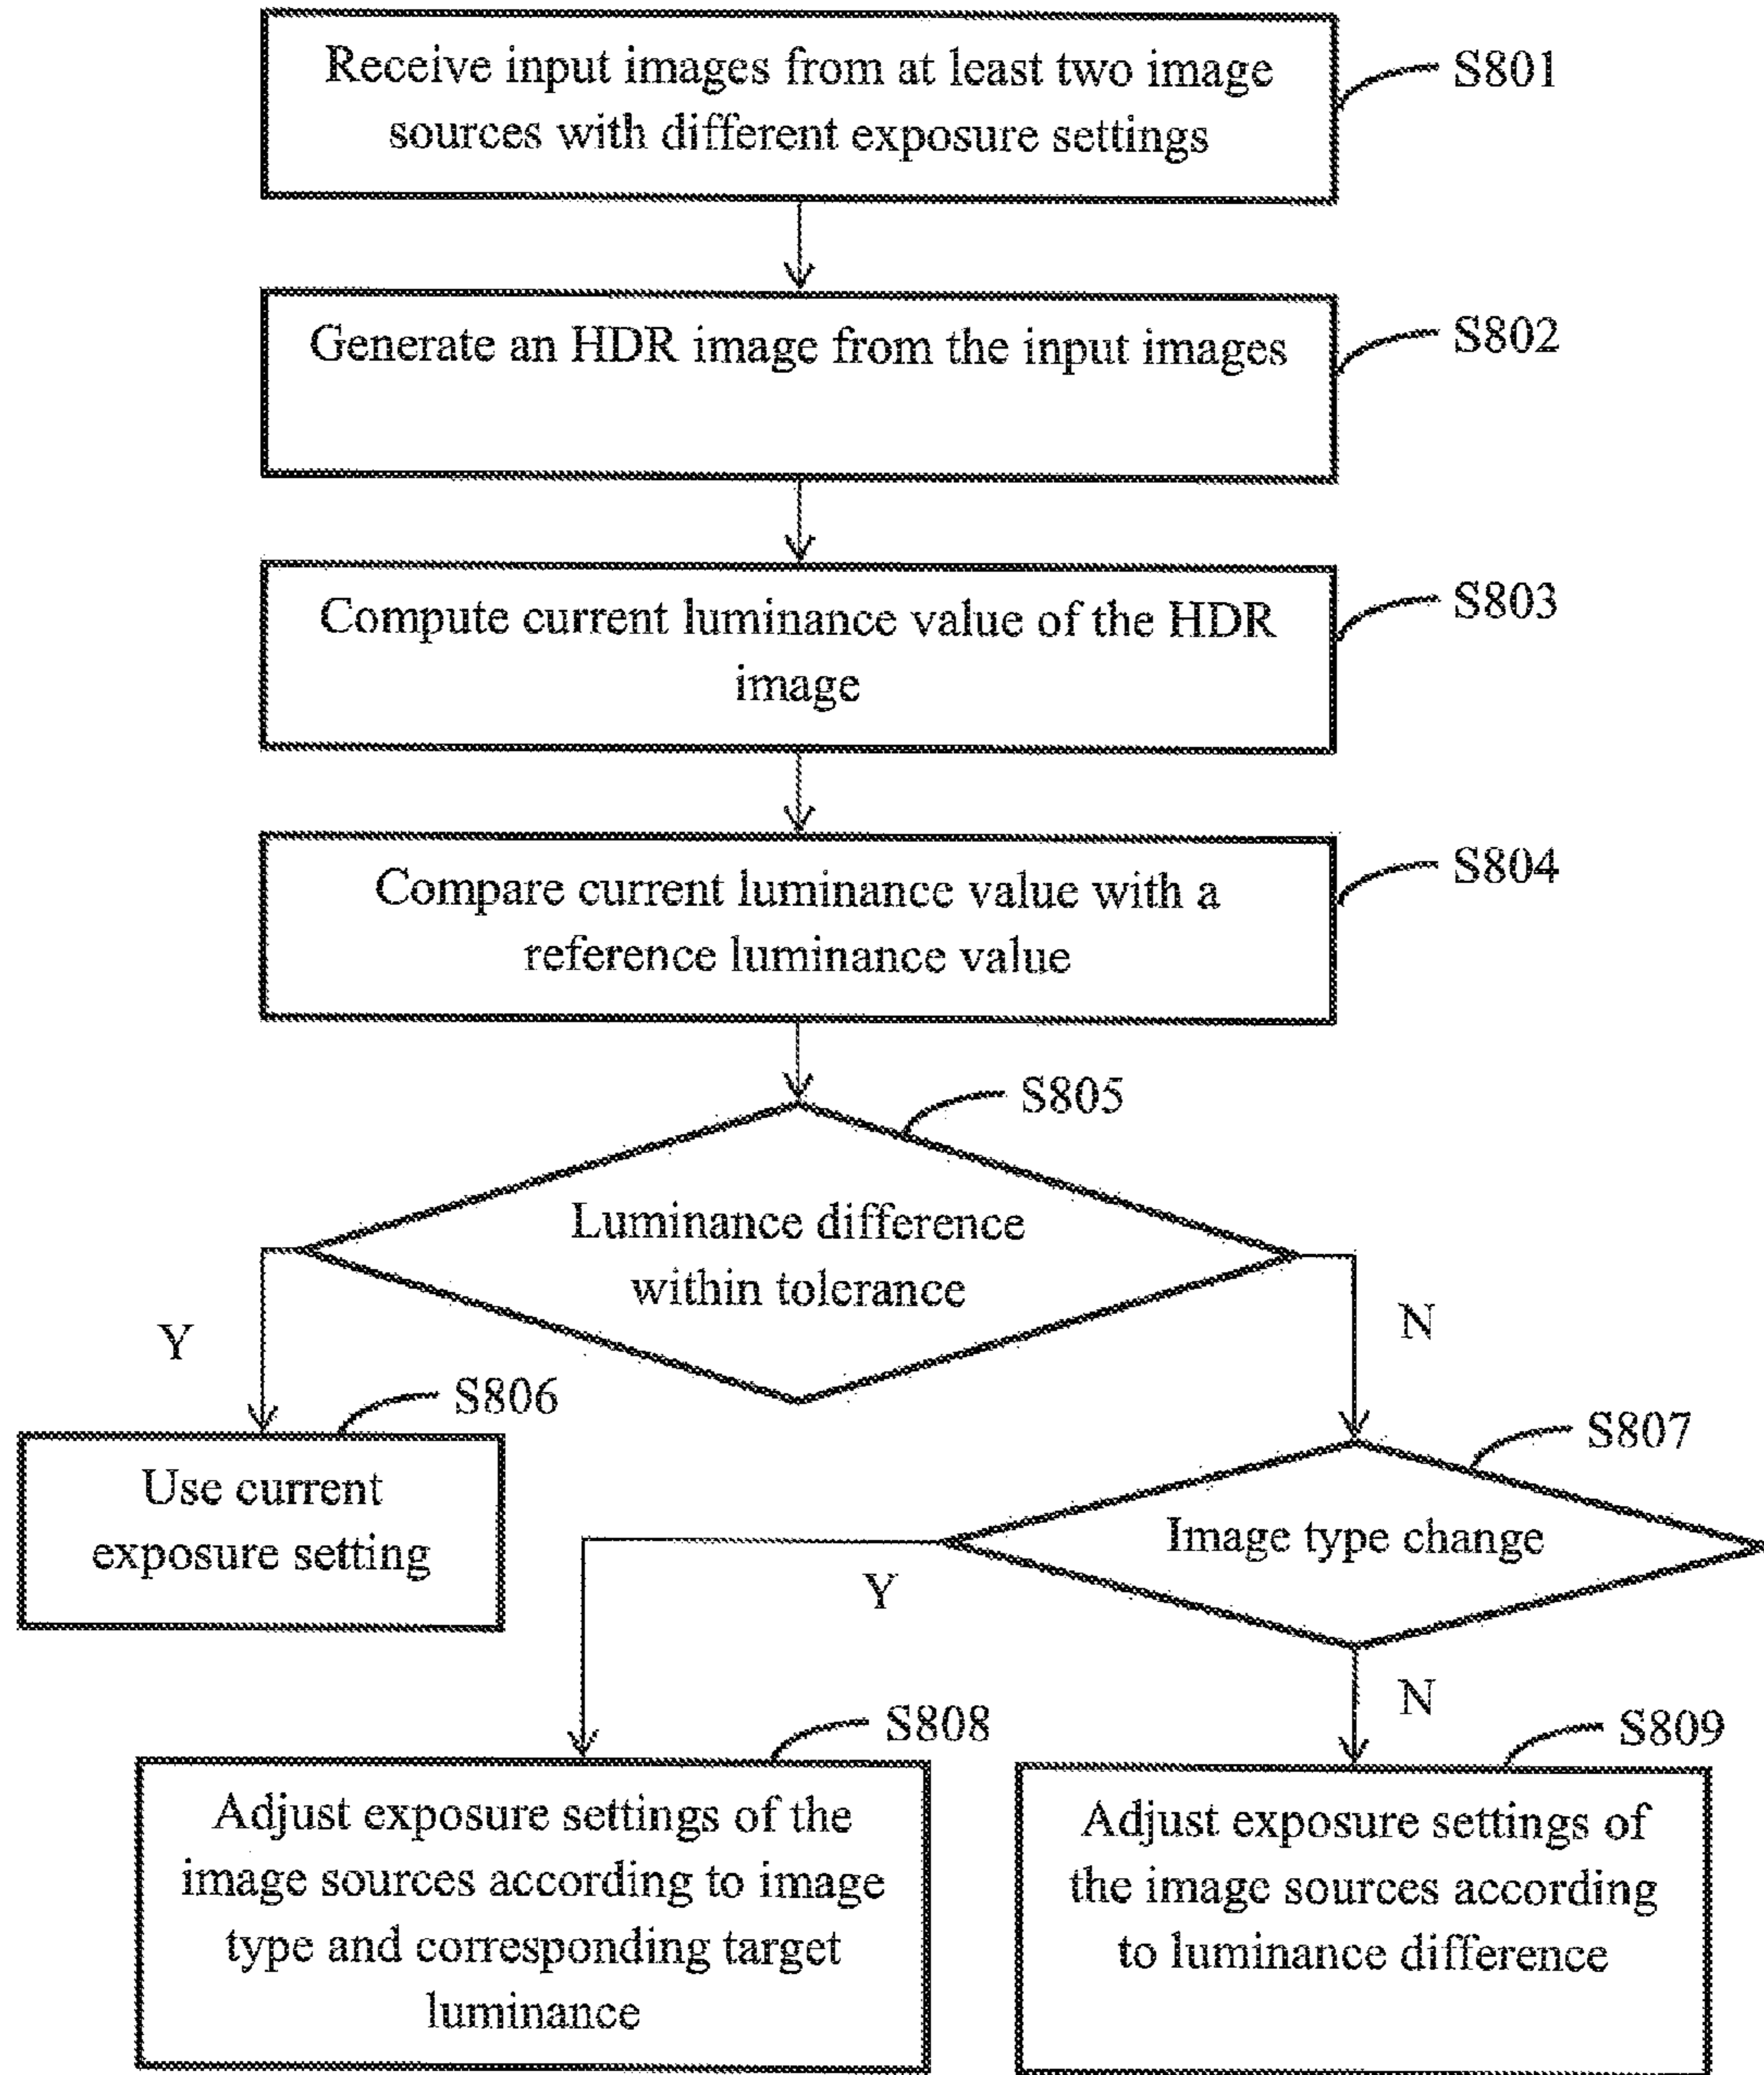 Receive input images from at least two image
sources with different exposure settings
S801
Generate an HDR image from the input images
S802
Compute current luminance value of the HDR
image
S803
Compare current luminance value with a
reference luminance value
S804
S805
Luminance difference
within tolerance
Y
N
S806
Use current
exposure setting
S807
Image type change
Y
N
S808
Adjust exposure settings of the
image sources according to image
type and corresponding target
luminance
S809
Adjust exposure settings of
the image sources according
to luminance difference